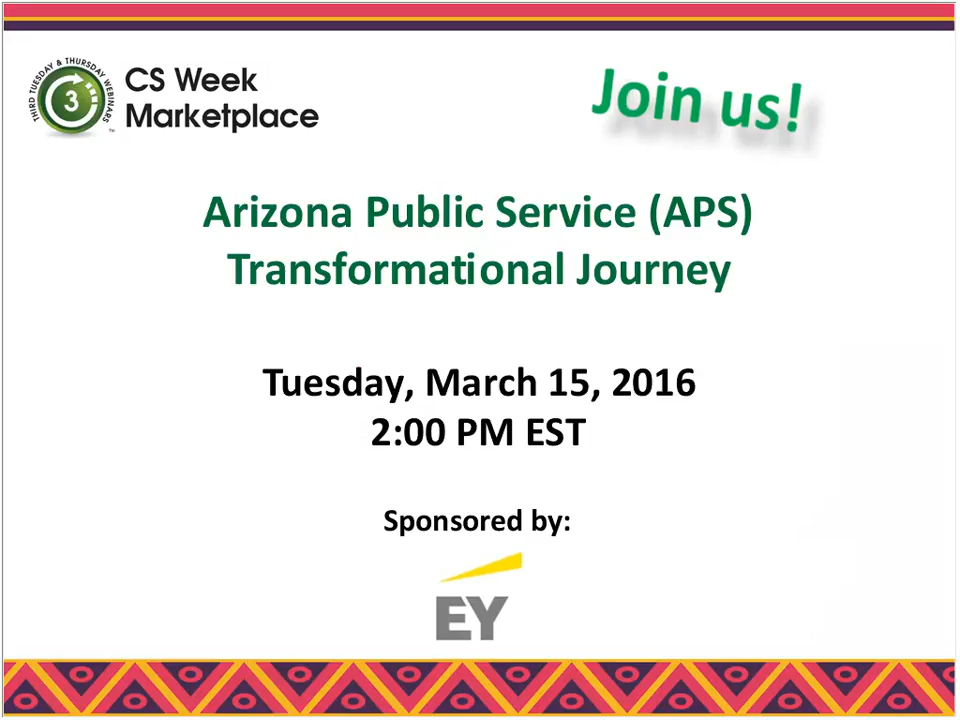 THIRD TUESDAY & THURSDAY WEBINARS
3
TM
CS Week
Marketplace
Join us!
Arizona Public Service (APS)
Transformational Journey
Tuesday, March 15, 2016
2:00 PM EST
Sponsored by:
EY